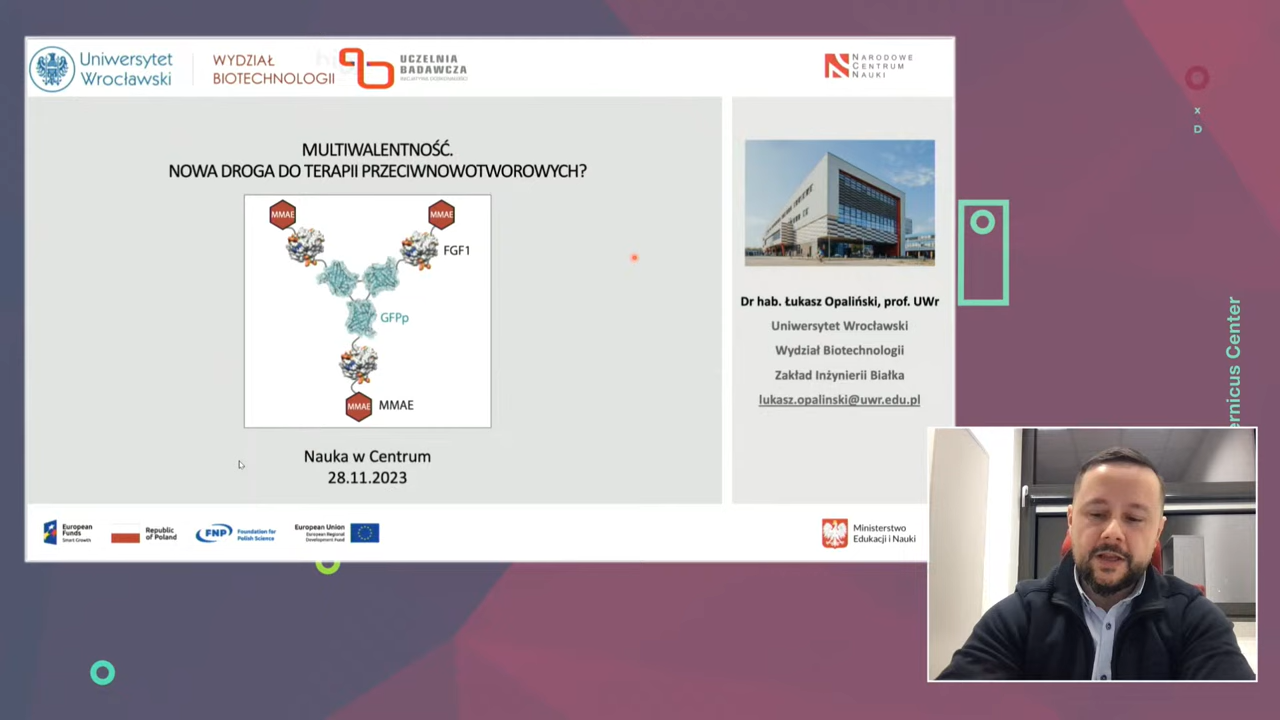 Uniwersytet
Wrocławski
WYDZIAŁ
BIOTECHNOLOGII
UCZELNIA
BADAWCZA
INICJATYWA DOSKONAŁOŚCI
NARODOWE
CENTRUM
NAUKI
MULTIWALENTNOŚĆ.
NOWA DROGA DO TERAPII PRZECIWNOWOTWOROWYCH?
MMAE
MMAE
FGF1
GFPp
MMAE
MMAE
Nauka w Centrum
28.11.2023
Dr hab. Łukasz Opaliński, prof. UWr
Uniwersytet Wrocławski
Wydział Biotechnologii
Zakład Inżynierii Białka
lukasz.opalinski@uwr.edu.pl
European
Funds
Smart Growth
Republic
of Poland
FNP
Foundation for
Polish Science
European Union
European Regional
Development Fund
Ministerstwo
Edukacji i Nauki
x
D
ernicus Center